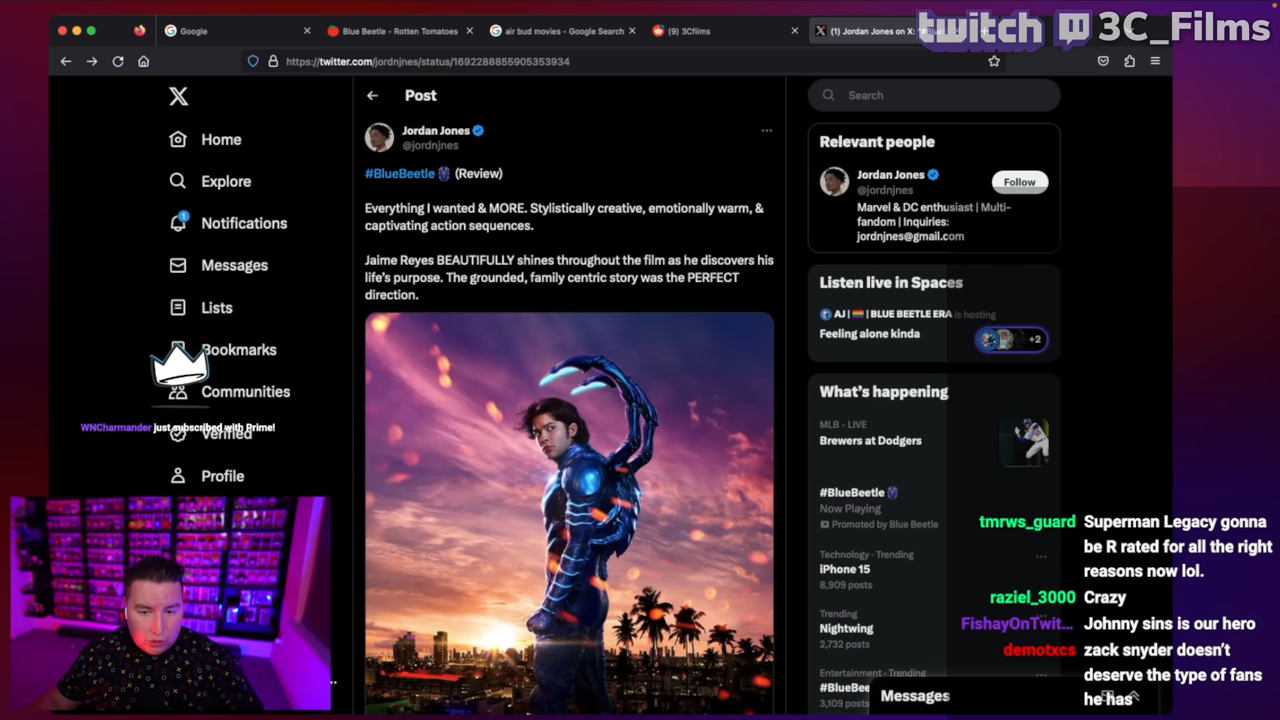 twitch 3C_Films
Google
Blue Beetle - Rotten Tomatoes
air bud movies - Google Search
(9) 3Cfilms
(1) Jordan Jones on X: "#Blu
https://twitter.com/jordnjnes/status/1692288855905353934
X
Home
Explore
1
Notifications
Messages
Lists
Bookmarks
Communities
WNCharmander just subscribed with Prime!
Verified
Profile
Post
Jordan Jones
@jordnjnes
#BlueBeetle (Review)
Everything I wanted & MORE. Stylistically creative, emotionally warm, &
captivating action sequences.
Jaime Reyes BEAUTIFULLY shines throughout the film as he discovers his
life's purpose. The grounded, family centric story was the PERFECT
direction.
Search
Relevant people
Jordan Jones
@jordnjnes
Follow
Marvel & DC enthusiast | Multi-
fandom | Inquiries:
jordnjnes@gmail.com
Listen live in Spaces
AJ | | BLUE BEETLE ERA is hosting
Feeling alone kinda
+2
What's happening
MLB · LIVE
Brewers at Dodgers
#BlueBeetle
Now Playing
Promoted by Blue Beetle
Technology · Trending
iPhone 15
8,909 posts
Trending
Nightwing
2,732 posts
Entertainment · Trending
#BlueBee
3,109 posts
Messages
tmrws_guard Superman Legacy gonna
be R rated for all the right
reasons now lol.
raziel_3000 Crazy
FishayOnTwit... Johnny sins is our hero
demotxcs zack snyder doesn't
deserve the type of fans
he has